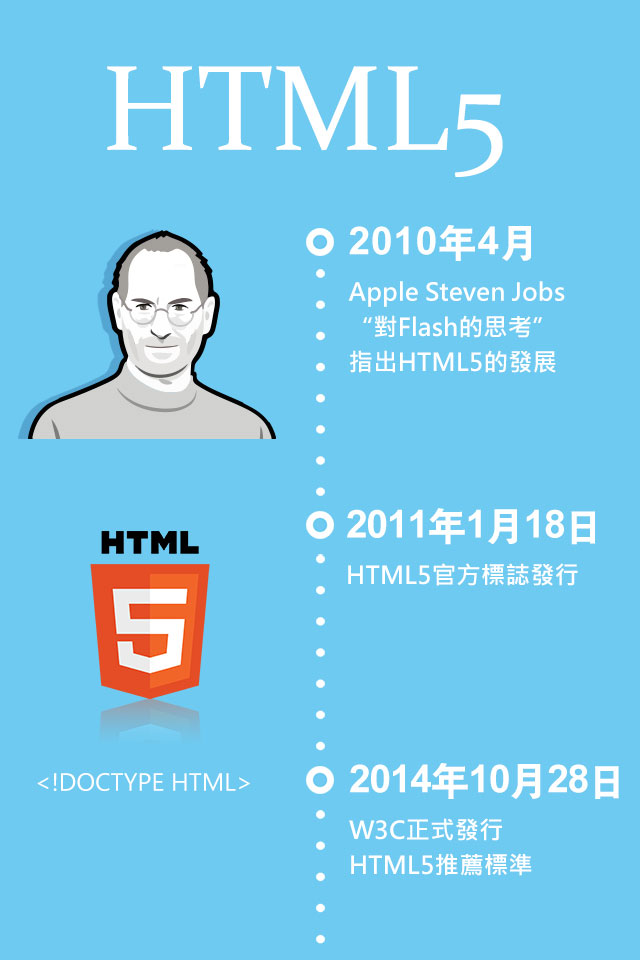 HTML5
2010年4月
Apple Steven Jobs
“對Flash的思考”
指出HTML5的發展
2011年1月18日
HTML5官方標誌發行
HTML
5
2014年10月28日
<!DOCTYPE HTML>
W3C正式發行
HTML5推薦標準